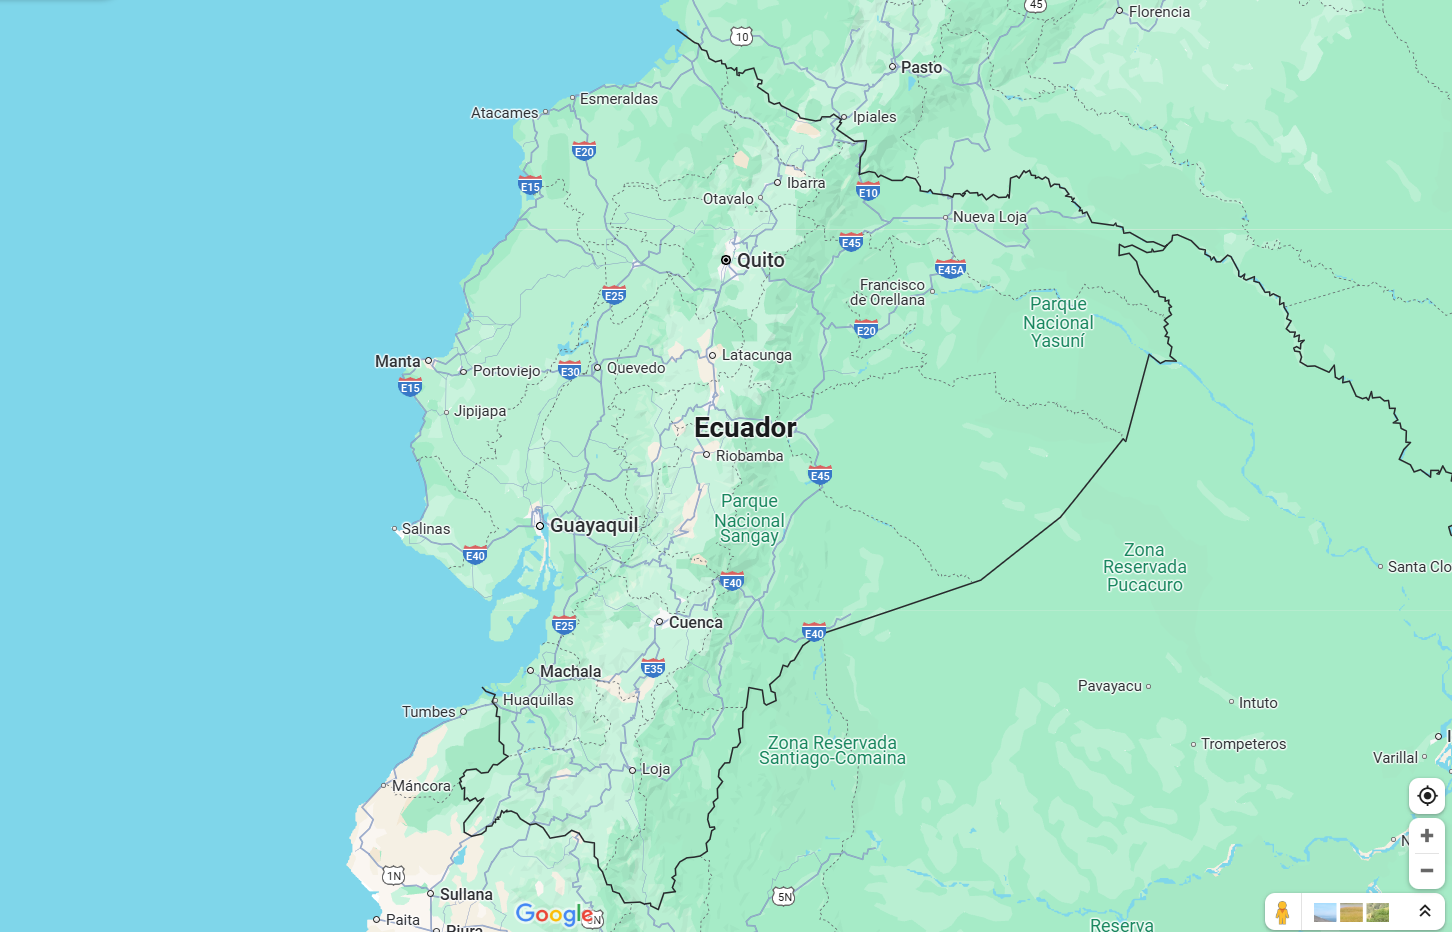 45
Florencia
10
Pasto
Esmeraldas
Atacames
Ipiales
E20
E15
Ibarra
E10
Otavalo
Nueva Loja
E45
Quito
E45A
Francisco
de Orellana
E25
Parque
Nacional
Yasuní
E20
Latacunga
Manta
Portoviejo
E30
Quevedo
E15
Jipijapa
Ecuador
Riobamba
E45
Parque
Nacional
Sangay
Salinas
Guayaquil
E40
Zona
Reservada
Pucacuro
Santa Clo
E40
E25
Cuenca
E40
Machala
E35
Huaquillas
Pavayacu
Intuto
Tumbes
Zona Reservada
Santiago-Comaina
Trompeteros
Varillal
Loja
Máncora
1N
Sullana
5N
Google
Paita
Piura
Reserva